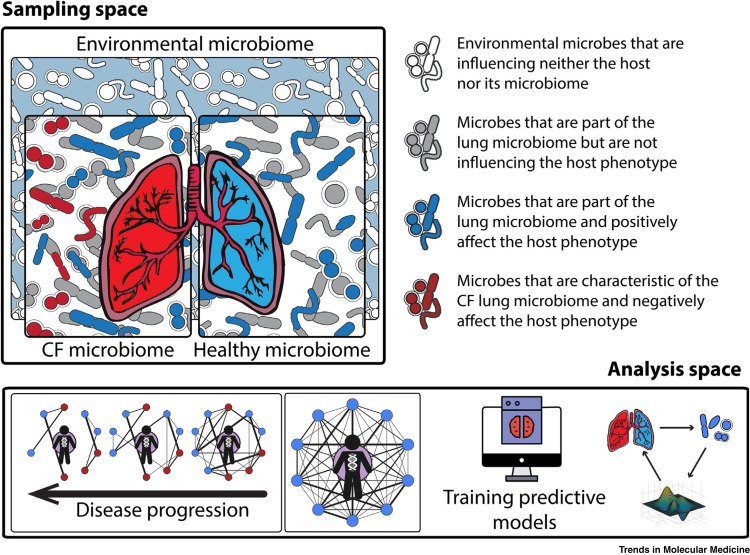 Sampling space
Environmental microbiome
CF microbiome
Healthy microbiome
Environmental microbes that are
influencing neither the host
nor its microbiome
Microbes that are part of the
lung microbiome but are not
influencing the host phenotype
Microbes that are part of the
lung microbiome and positively
affect the host phenotype
Microbes that are characteristic of the
CF lung microbiome and negatively
affect the host phenotype
Analysis space
Disease progression
Training predictive
models
Trends in Molecular Medicine